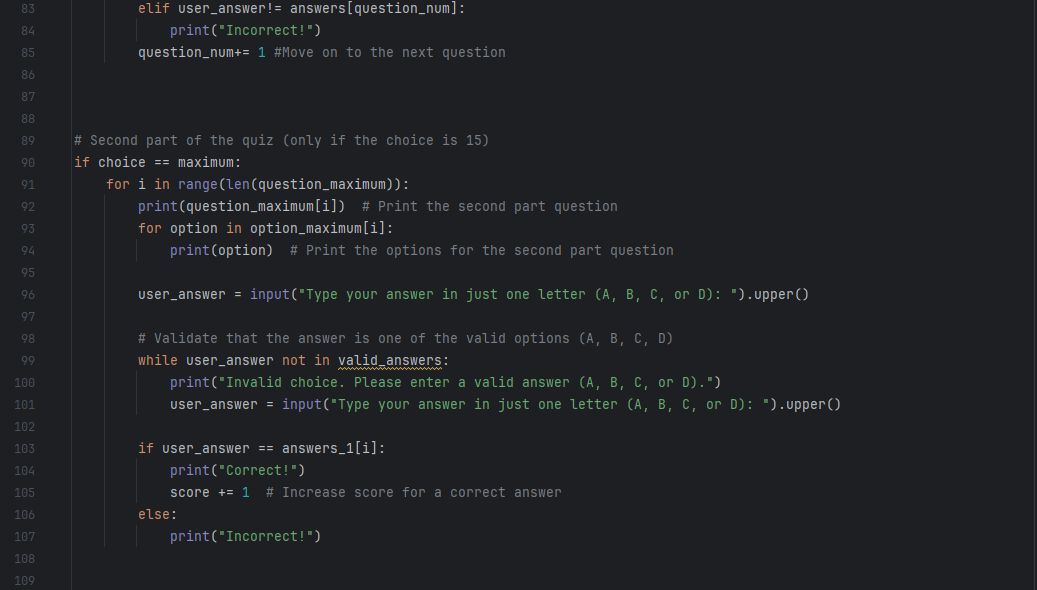 83 elif user_answer!= answers[question_num]:
84 print("Incorrect!")
85 question_num+= 1 #Move on to the next question
86
87
88
89 # Second part of the quiz (only if the choice is 15)
90 if choice == maximum:
91 for i in range(len(question_maximum)):
92 print(question_maximum[i])  # Print the second part question
93 for option in option_maximum[i]:
94 print(option)  # Print the options for the second part question
95
96 user_answer = input("Type your answer in just one letter (A, B, C, or D): ").upper()
97
98 # Validate that the answer is one of the valid options (A, B, C, D)
99 while user_answer not in valid_answers:
100 print("Invalid choice. Please enter a valid answer (A, B, C, or D).")
101 user_answer = input("Type your answer in just one letter (A, B, C, or D): ").upper()
102
103 if user_answer == answers_1[i]:
104 print("Correct!")
105 score += 1  # Increase score for a correct answer
106 else:
107 print("Incorrect!")
108
109